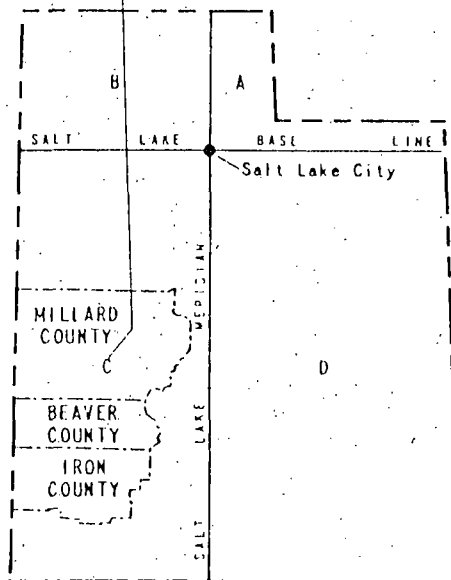 B
A
SALT LAKE BASE LINE
Salt Lake City
MILLARD
COUNTY
C
D
BEAVER
COUNTY
IRON
COUNTY
SALT LAKE MERIDIAN